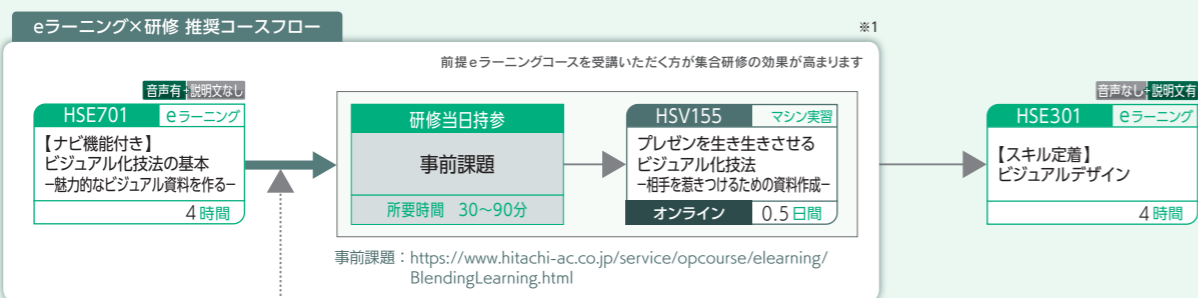 eラーニング×研修 推奨コースフロー
※1
前提eラーニングコースを受講いただく方が集合研修の効果が高まります
音声有 説明文なし
HSE701 eラーニング
【ナビ機能付き】
ビジュアル化技法の基本
−魅力的なビジュアル資料を作る−
4時間
研修当日持参
事前課題
所要時間 30〜90分
HSV155 マシン実習
プレゼンを生き生きさせる
ビジュアル化技法
−相手を惹きつけるための資料作成−
オンライン 0.5日間
音声なし 説明文有
HSE301 eラーニング
【スキル定着】
ビジュアルデザイン
4時間
事前課題：https://www.hitachi-ac.co.jp/service/opcourse/elearning/
BlendingLearning.html